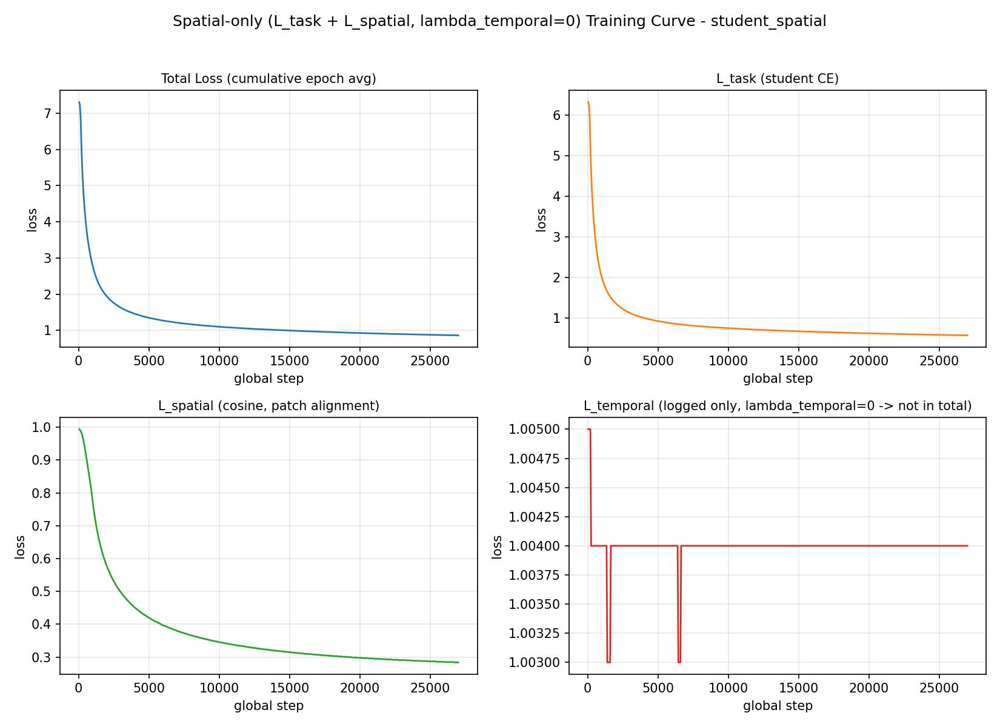 Spatial-only (L_task + L_spatial, lambda_temporal=0) Training Curve - student_spatial
Total Loss (cumulative epoch avg)
7
6
5
4
3
2
1
loss
0 5000 10000 15000 20000 25000
global step
L_task (student CE)
6
5
4
3
2
1
loss
0 5000 10000 15000 20000 25000
global step
L_spatial (cosine, patch alignment)
1.0
0.9
0.8
0.7
0.6
0.5
0.4
0.3
loss
0 5000 10000 15000 20000 25000
global step
L_temporal (logged only, lambda_temporal=0 -> not in total)
1.00500
1.00475
1.00450
1.00425
1.00400
1.00375
1.00350
1.00325
1.00300
loss
0 5000 10000 15000 20000 25000
global step